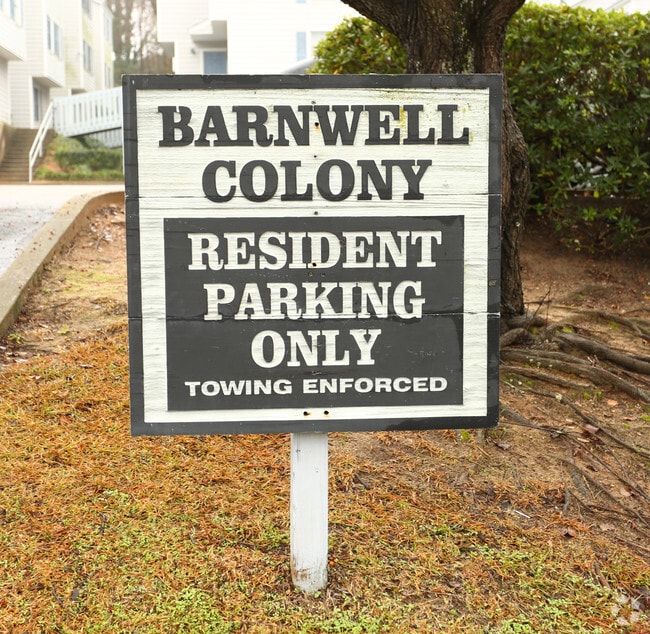 BARNWELL
COLONY
RESIDENT
PARKING
ONLY
TOWING ENFORCED